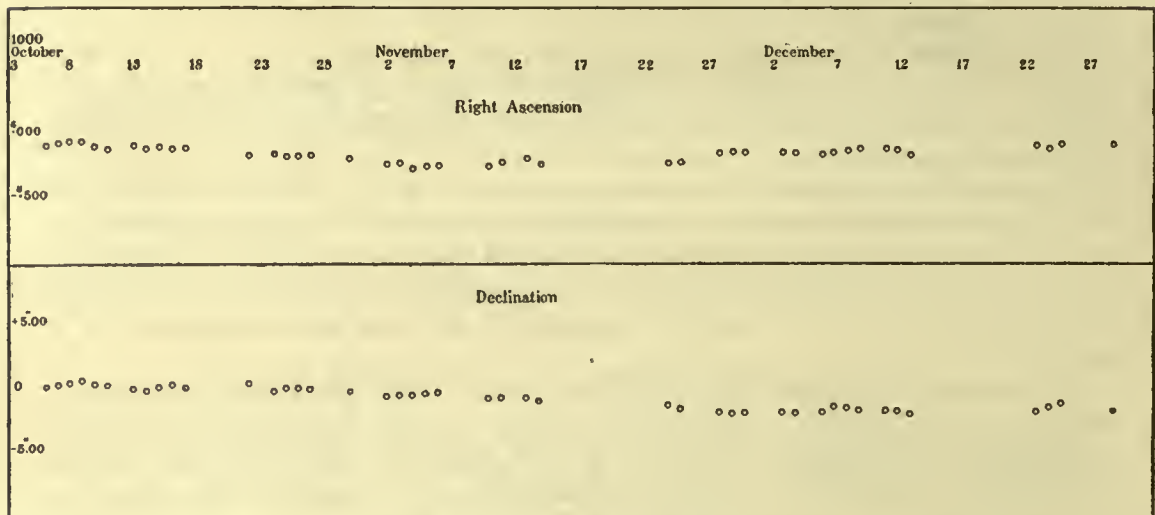 1000
October November December
3 8 13 18 23 28 2 7 12 17 22 27 2 7 12 17 22 27
Right Ascension
.000
-.500
Declination
+5.00
0
-5.00